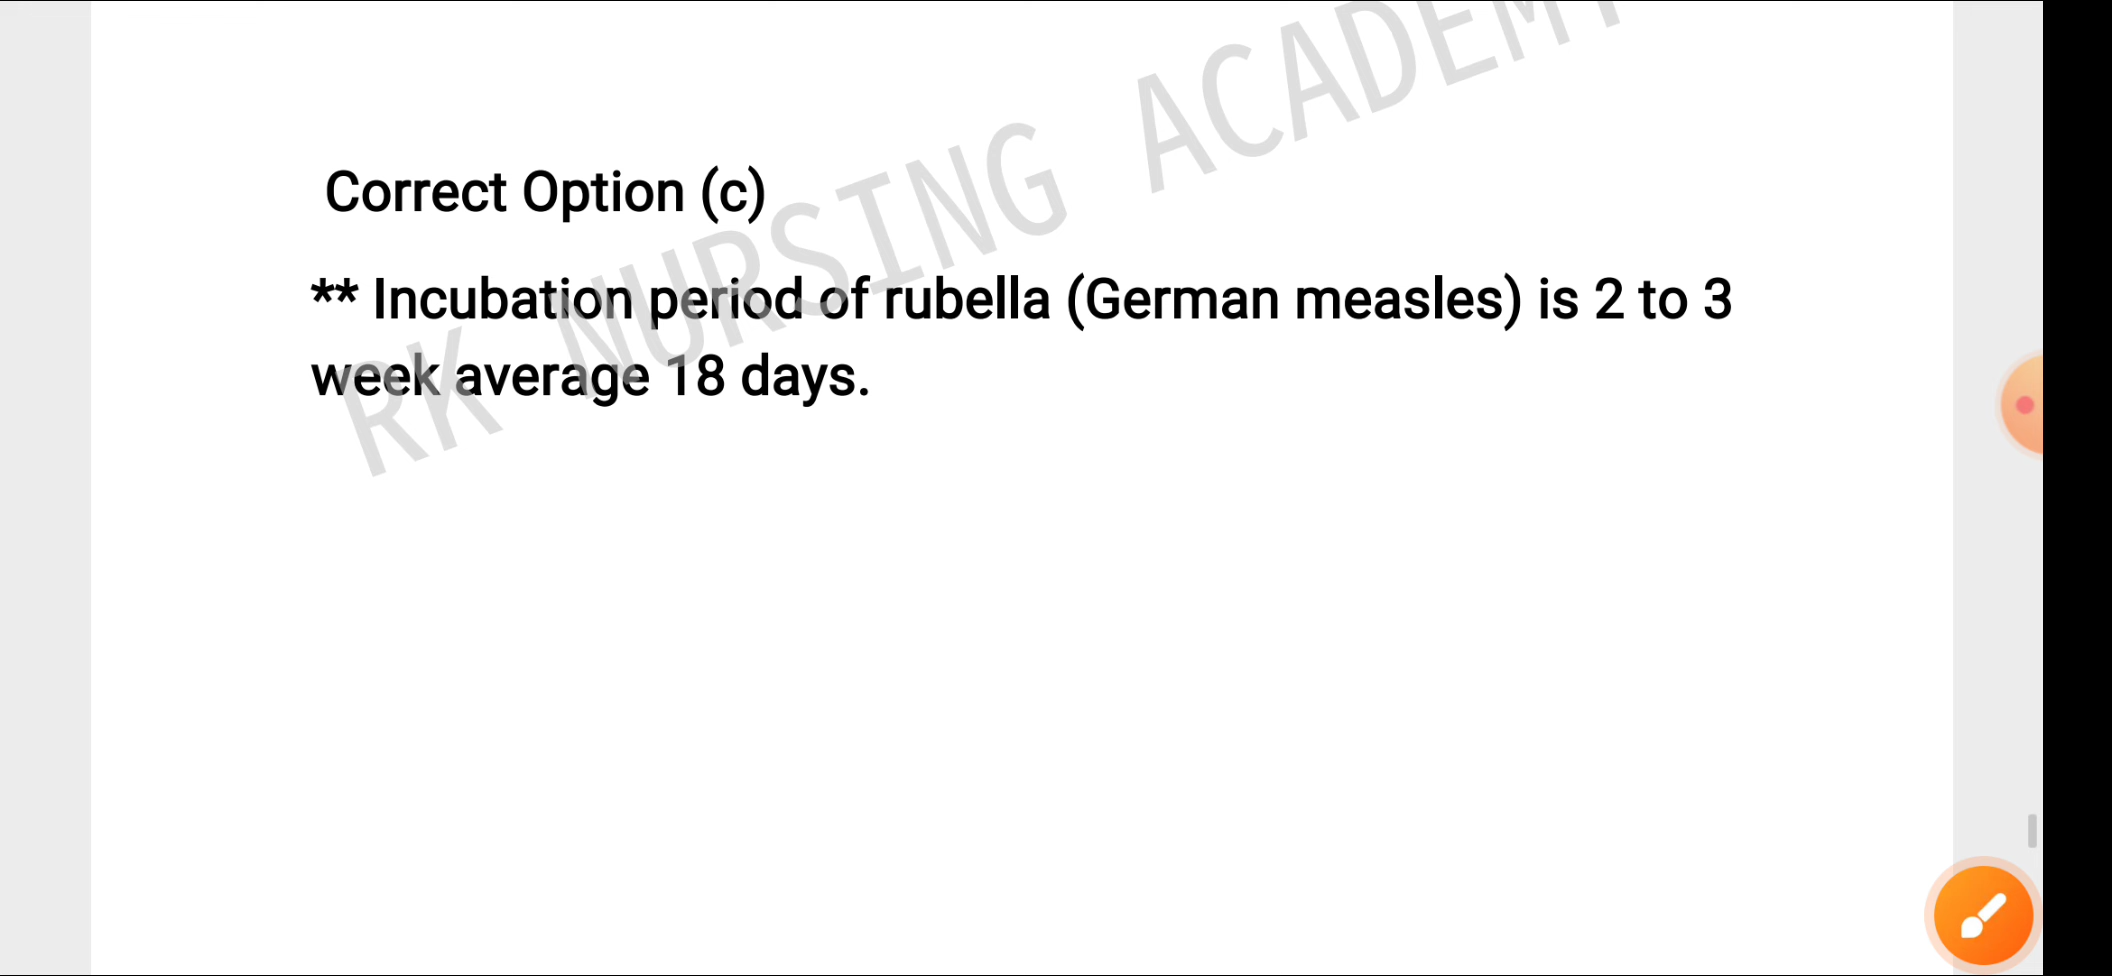 RK NURSING ACADEMY
Correct Option (c)
** Incubation period of rubella (German measles) is 2 to 3
week average 18 days.